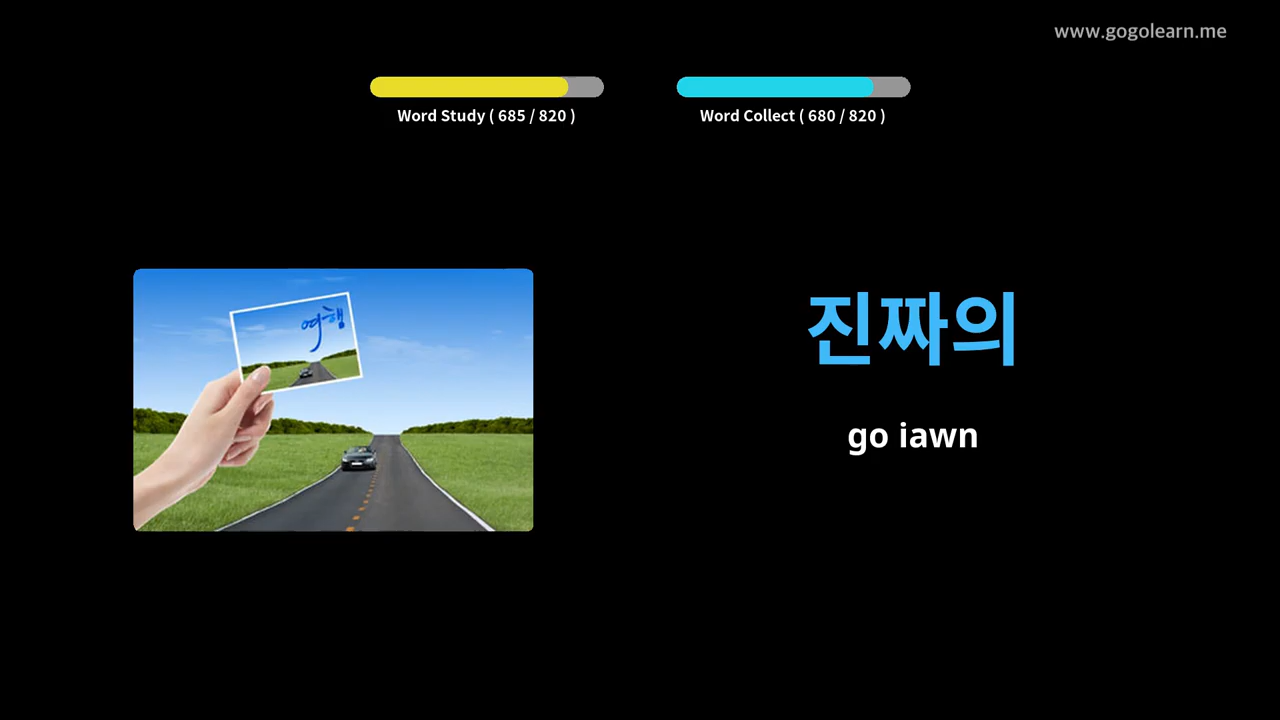 www.gogolearn.me
Word Study ( 685 / 820 )
Word Collect ( 680 / 820 )
여행
진짜의
go iawn